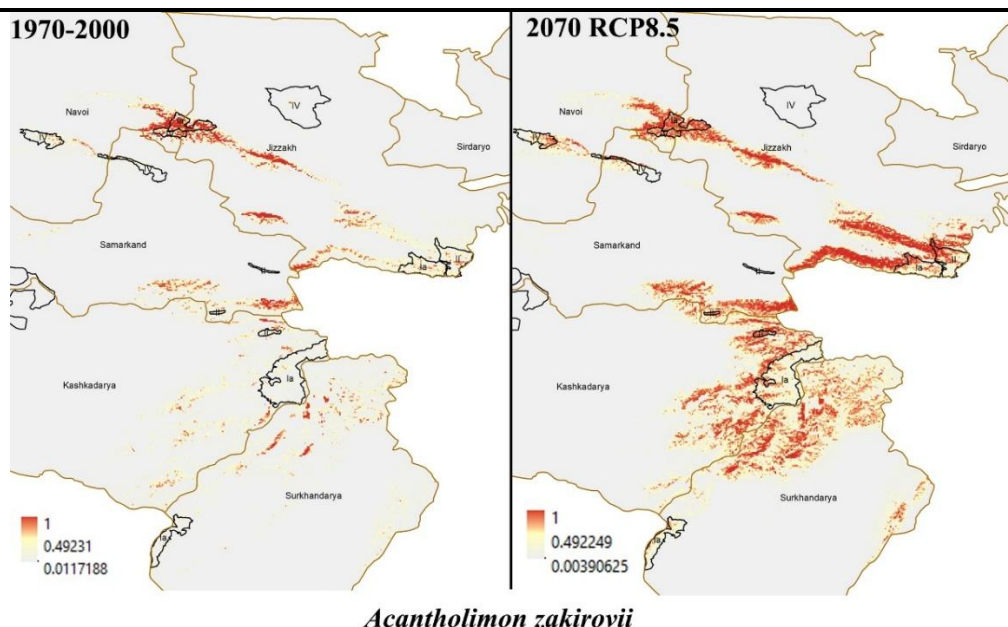 1970-2000
IV
Navoi
IV
Jizzakh
Sirdaryo
Samarkand
Ia
II
Kashkadarya
Ia
Surkhandarya
Ia
1
0.49231
0.0117188
2070 RCP8.5
IV
Navoi
Jizzakh
Sirdaryo
Samarkand
Ia
II
Kashkadarya
Ia
Surkhandarya
Ia
1
0.492249
0.00390625
Acantholimon zakirovii